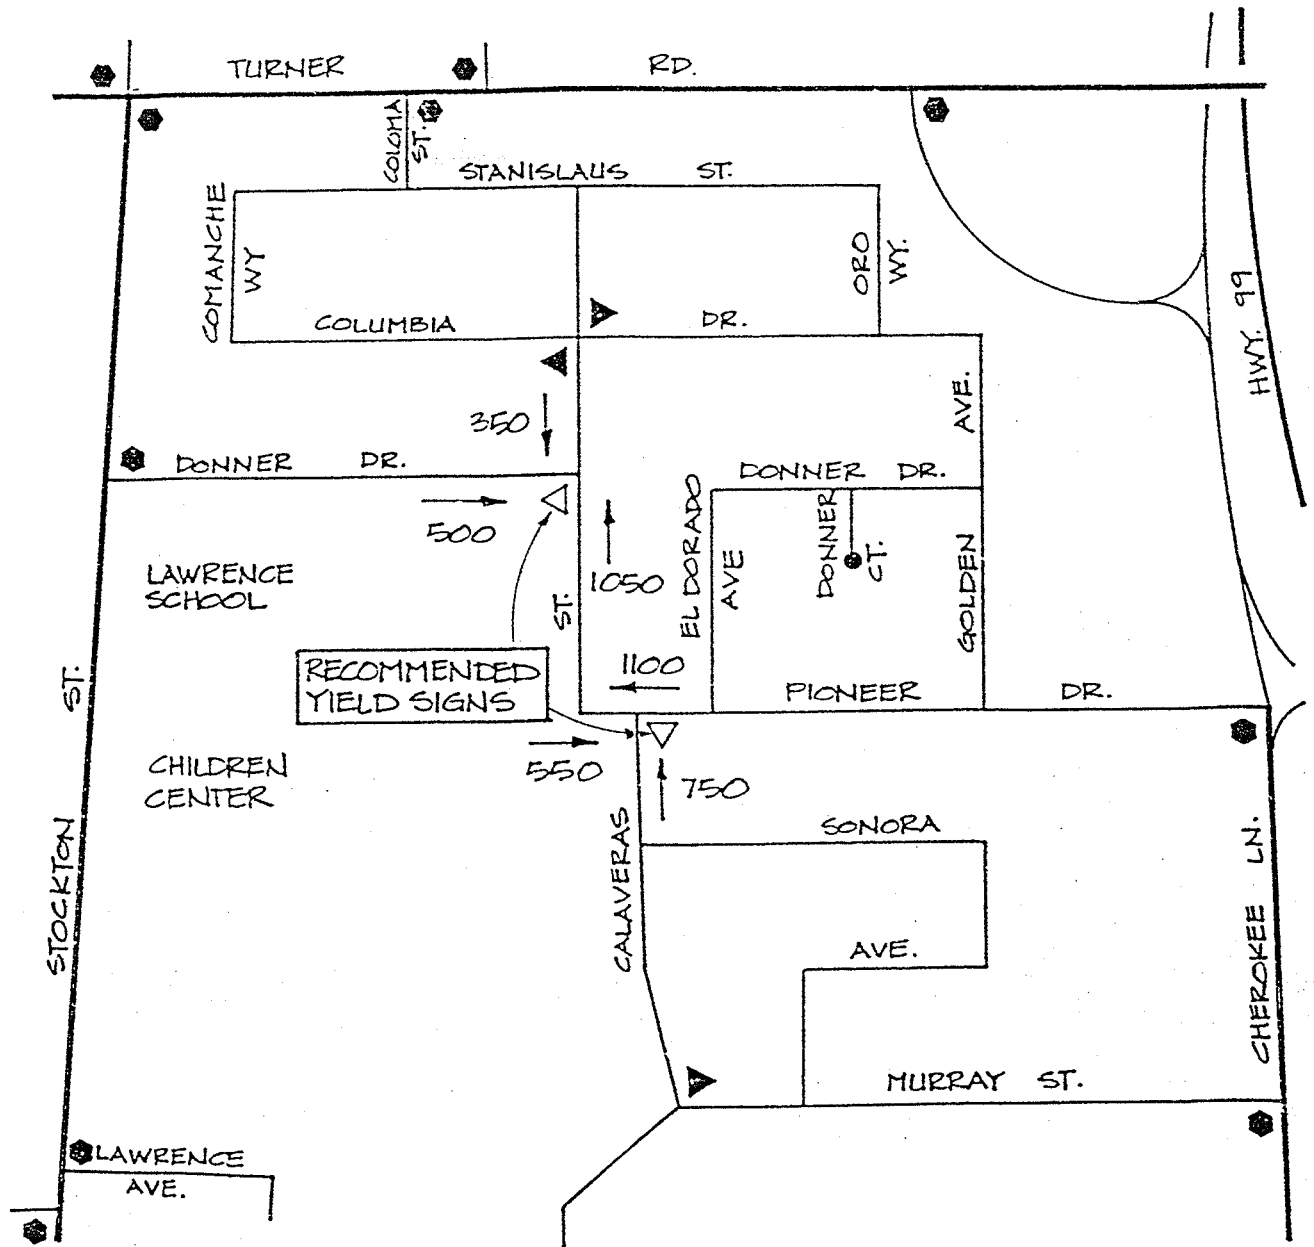 TURNER RD.
COLOMA ST.
STANISLAUS ST.
COMANCHE WY
ORO WY.
COLUMBIA DR.
HWY. 99
350
AVE.
DONNER DR.
DONNER DR.
500
EL DORADO AVE
DONNER CT.
1050
GOLDEN
LAWRENCE
SCHOOL
ST.
RECOMMENDED
YIELD SIGNS
1100
PIONEER DR.
ST.
CHILDREN
CENTER
550
750
SONORA
STOCKTON
CALAVERAS
AVE.
CHEROKEE LN.
MURRAY ST.
LAWRENCE
AVE.